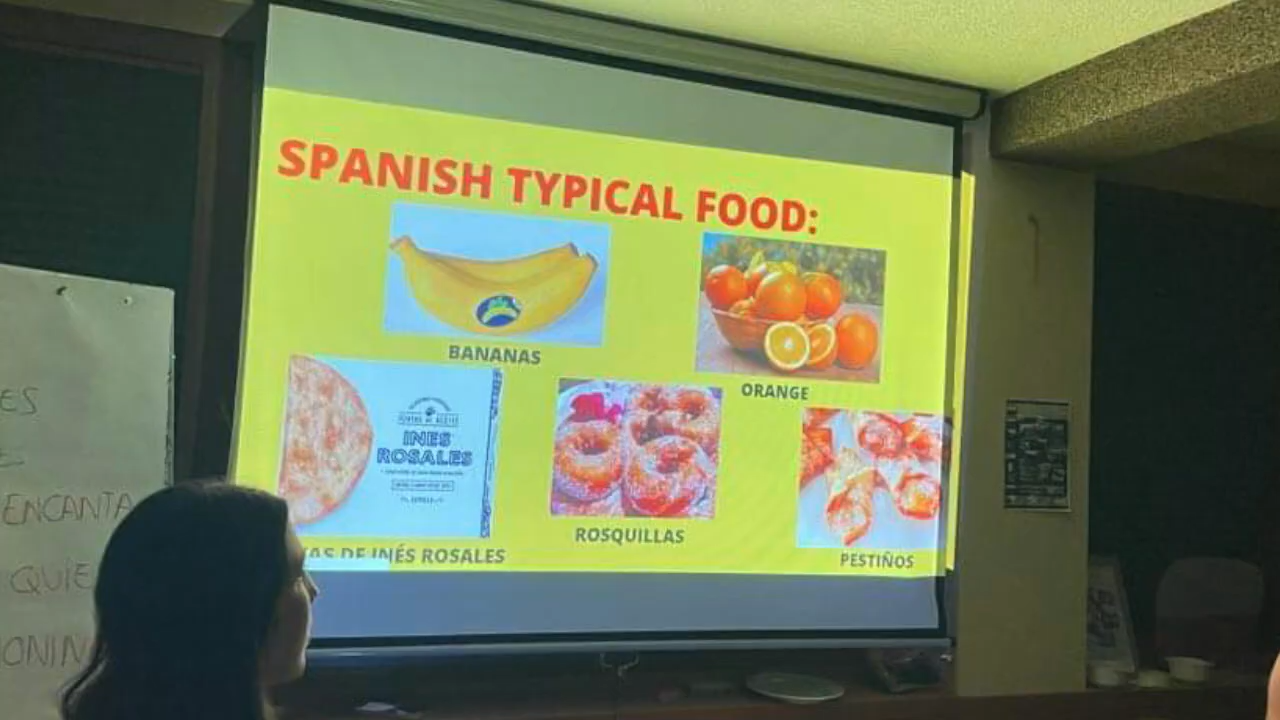 SPANISH TYPICAL FOOD:
BANANAS
ORANGE
INES
ROSALES
AS DE INÉS ROSALES
ROSQUILLAS
PESTIÑOS
ES
ENCANTA
QUIE
ONIN